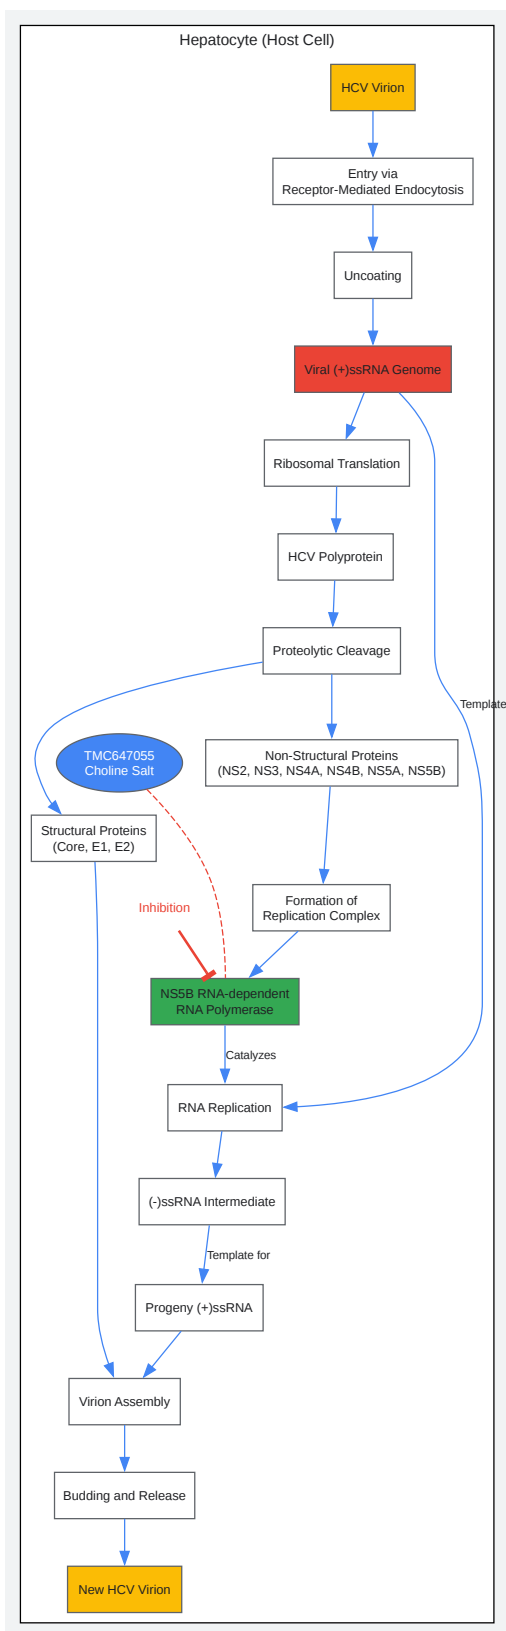 Hepatocyte (Host Cell)
HCV Virion
Entry via
Receptor-Mediated Endocytosis
Uncoating
Viral (+)ssRNA Genome
Ribosomal Translation
HCV Polyprotein
Proteolytic Cleavage
Template
TMC647055
Choline Salt
Non-Structural Proteins
(NS2, NS3, NS4A, NS4B, NS5A, NS5B)
Structural Proteins
(Core, E1, E2)
Formation of
Replication Complex
Inhibition
NS5B RNA-dependent
RNA Polymerase
Catalyzes
RNA Replication
(-)ssRNA Intermediate
Template for
Progeny (+)ssRNA
Virion Assembly
Budding and Release
New HCV Virion